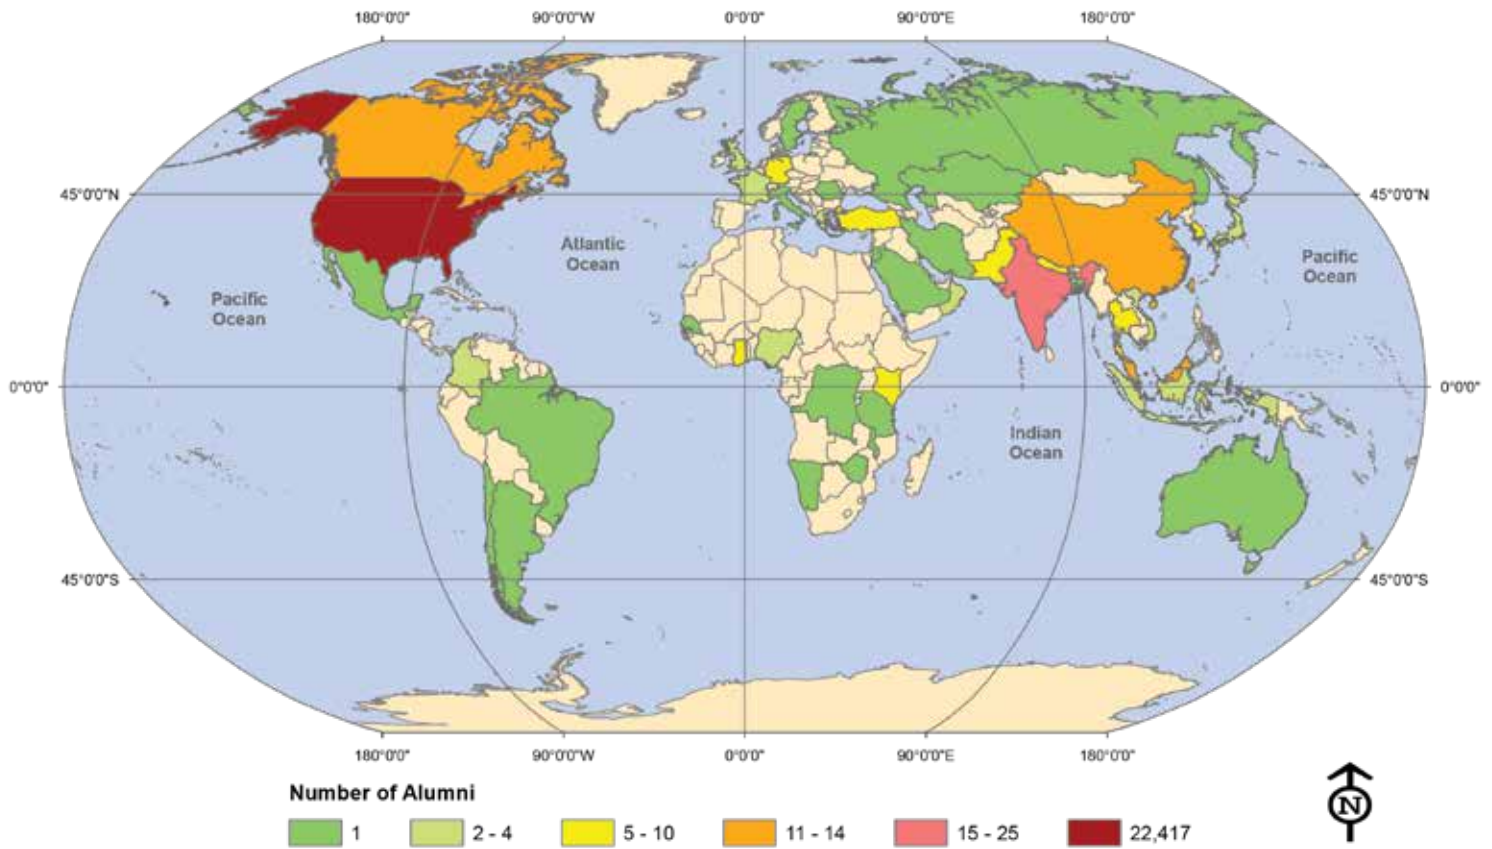 180°0'0" 90°0'0"W 0°0'0" 90°0'0"E 180°0'0"
45°0'0"N 45°0'0"N
Atlantic
Ocean
Pacific
Ocean
Pacific
Ocean
0°0'0" 0°0'0"
Indian
Ocean
45°0'0"S 45°0'0"S
180°0'0" 90°0'0"W 0°0'0" 90°0'0"E 180°0'0"
Number of Alumni
N
1 2 - 4 5 - 10 11 - 14 15 - 25 22,417